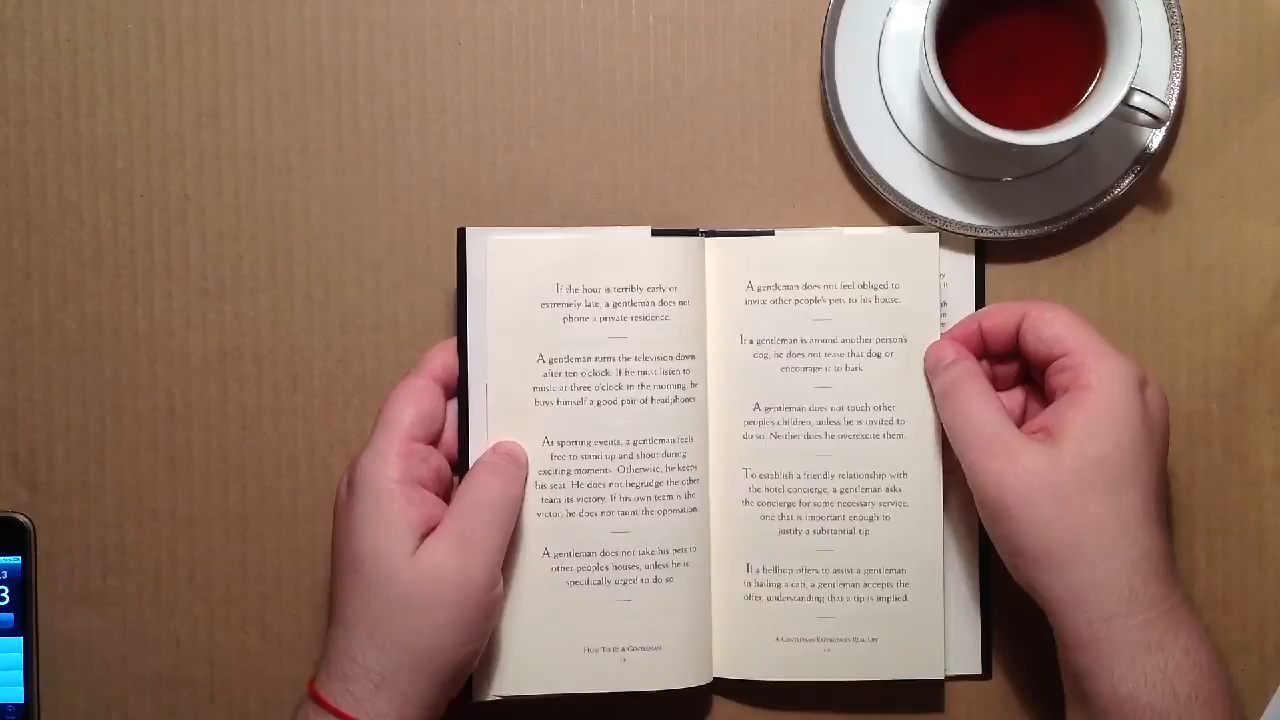 If the hour is terribly early or
extremely late, a gentleman does not
phone a private residence.
A gentleman turns the television down
after ten o'clock. If he must listen to
music at three o'clock in the morning, he
buys himself a good pair of headphones
At sporting events, a gentleman feels
free to stand up and shout during
exciting moments. Otherwise, he keeps
his seat. He does not begrudge the other
team its victory. If his own team is the
victor, he does not taunt the opposition.
A gentleman does not take his pets to
other people's houses, unless he is
specifically urged to do so
How To Be A Gentleman
A gentleman does not feel obliged to
invite other people's pets to his house.
If a gentleman is around another person's
dog, he does not tease that dog or
encourage it to bark
A gentleman does not touch other
people's children, unless he is invited to
do so. Neither does he overexcite them.
To establish a friendly relationship with
the hotel concierge, a gentleman asks
the concierge for some necessary service,
one that is important enough to
justify a substantial tip
If a bellhop offers to assist a gentleman
in hailing a cab, a gentleman accepts the
offer, understanding that a tip is implied.
A Gentleman Experiences Real Life